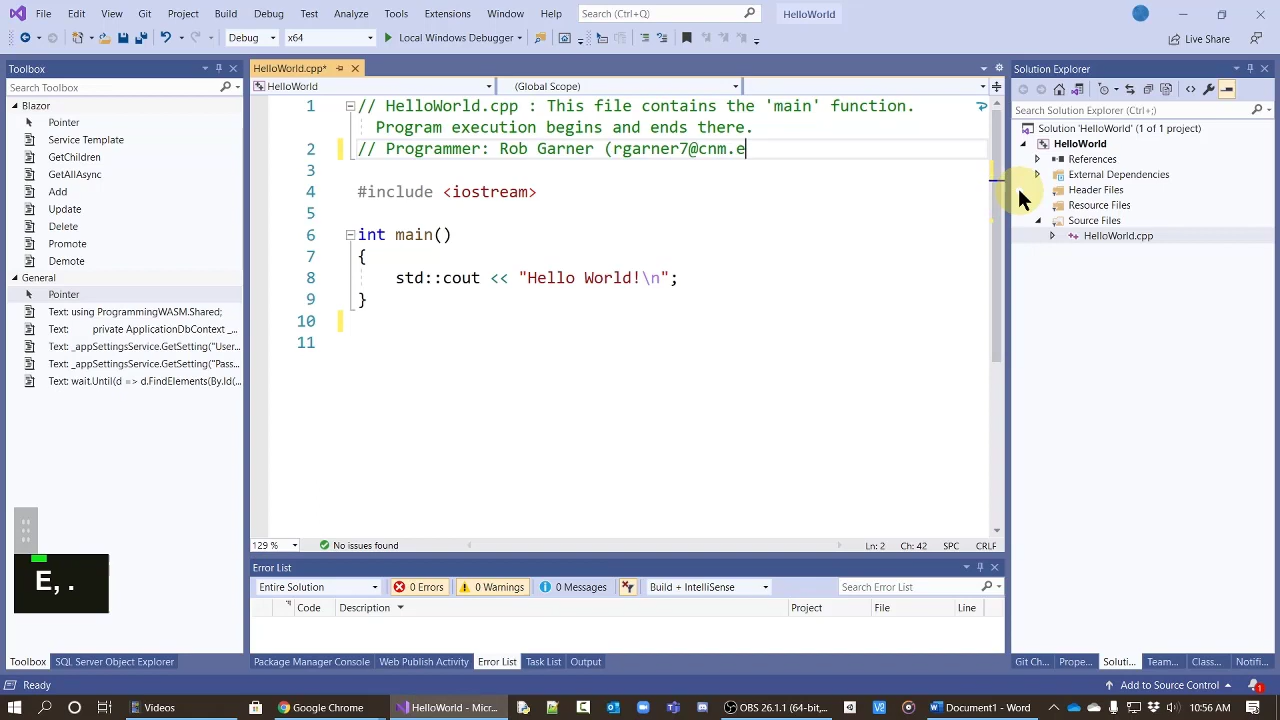 File Edit View Git Project Build Debug Test Analyze Tools Extensions Window Help Search (Ctrl+Q) HelloWorld
Debug x64 Local Windows Debugger Live Share
Toolbox
Search Toolbox
Blazor
Pointer
Service Template
GetChildren
GetAllAsync
Add
Update
Delete
Promote
Demote
General
Pointer
Text: using ProgrammingWASM.Shared;
Text: private ApplicationDbContext _...
Text: _appSettingsService.GetSetting("User...
Text: _appSettingsService.GetSetting("Pass...
Text: wait.Until(d => d.FindElements(By.Id(...
E, .
Toolbox SQL Server Object Explorer
HelloWorld.cpp*
HelloWorld (Global Scope)
1 // HelloWorld.cpp : This file contains the 'main' function.
Program execution begins and ends there.
2 // Programmer: Rob Garner (rgarner7@cnm.e
3
4 #include <iostream>
5
6 int main()
7 {
8 std::cout << "Hello World!\n";
9 }
10
11
129 % No issues found Ln: 2 Ch: 42 SPC CRLF
Error List
Entire Solution 0 Errors 0 Warnings 0 Messages Build + IntelliSense Search Error List
Code Description Project File Line
Package Manager Console Web Publish Activity Error List Task List Output
Solution Explorer
Search Solution Explorer (Ctrl+;)
Solution 'HelloWorld' (1 of 1 project)
HelloWorld
References
External Dependencies
Header Files
Resource Files
Source Files
HelloWorld.cpp
Git Ch... Prope... Soluti... Team... Class... Notifi...
Ready Add to Source Control 1
Videos Google Chrome HelloWorld - Micr... OBS 26.1.1 (64-bit,... Document1 - Word 10:56 AM